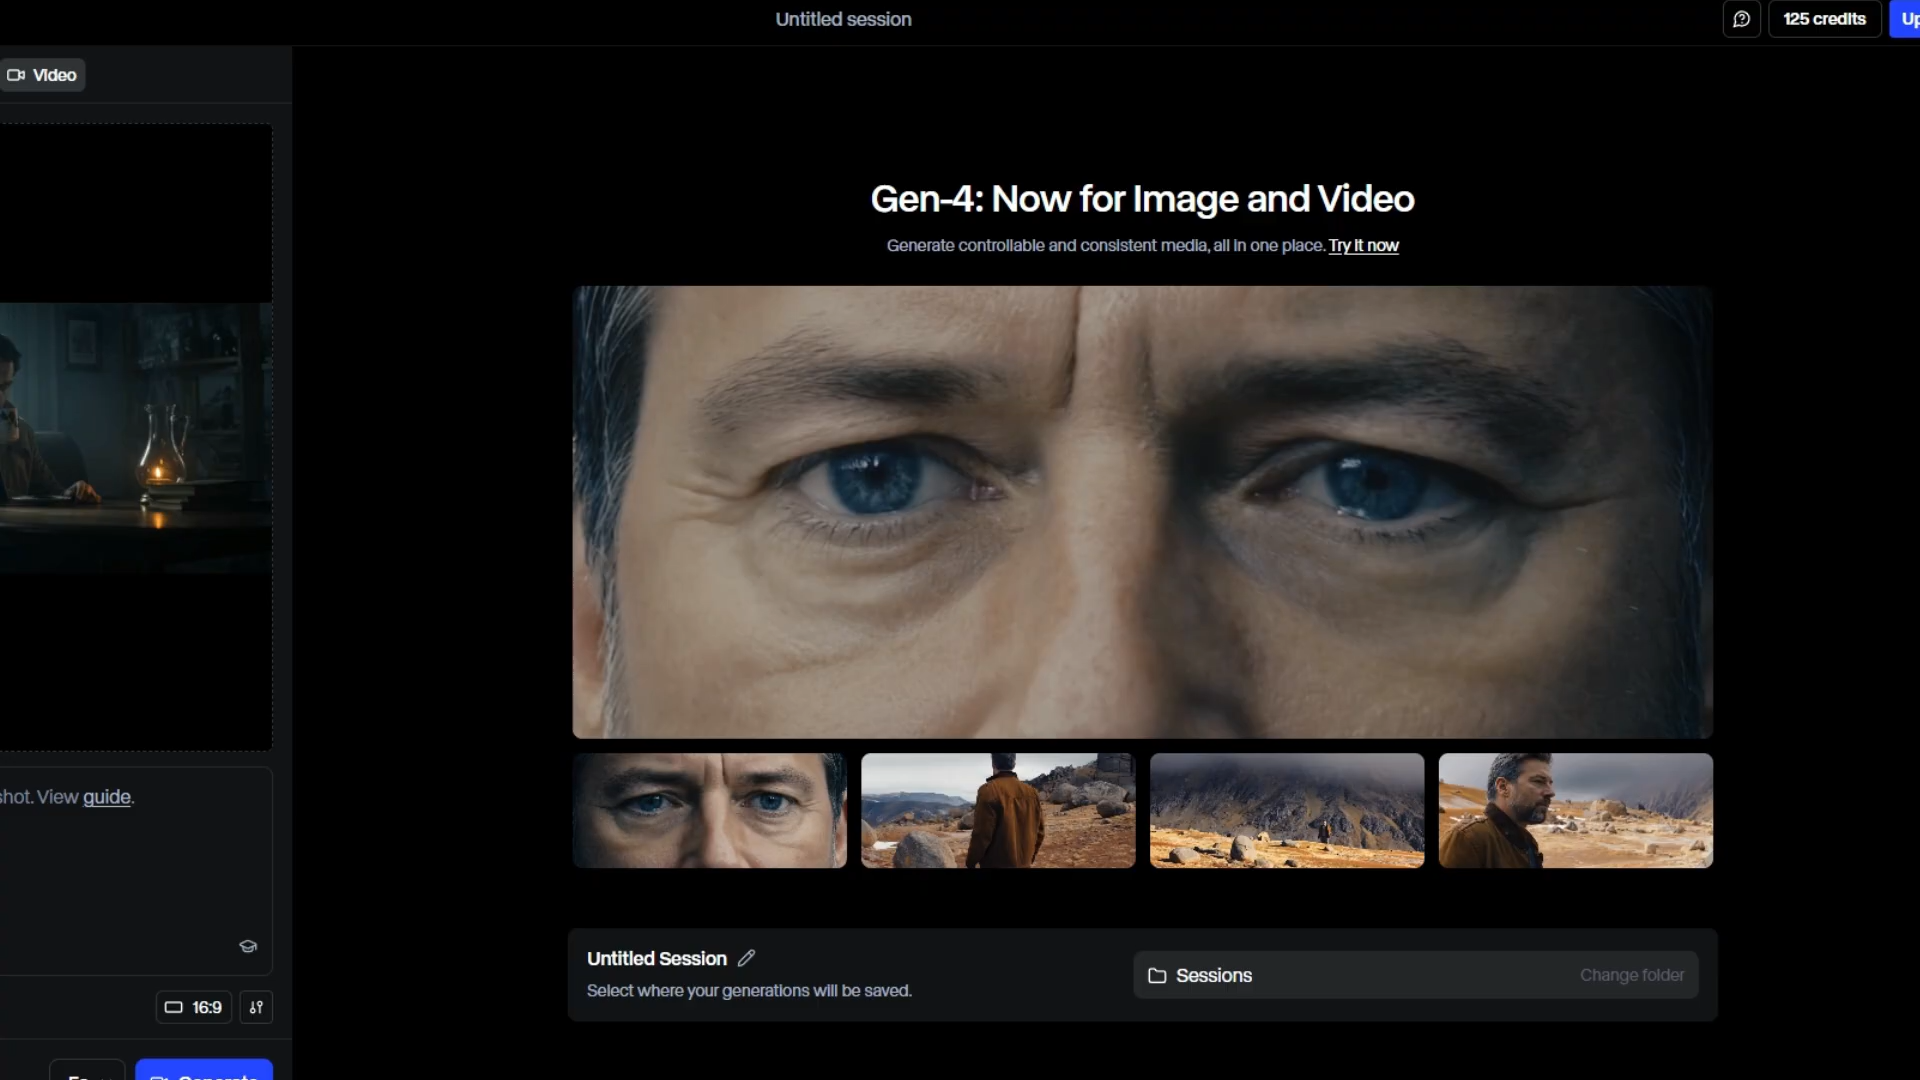 Untitled session
125 credits
Video
Gen-4: Now for Image and Video
Generate controllable and consistent media, all in one place. Try it now
shot. View guide.
Untitled Session
Select where your generations will be saved.
Sessions
Change folder
16:9
Generate